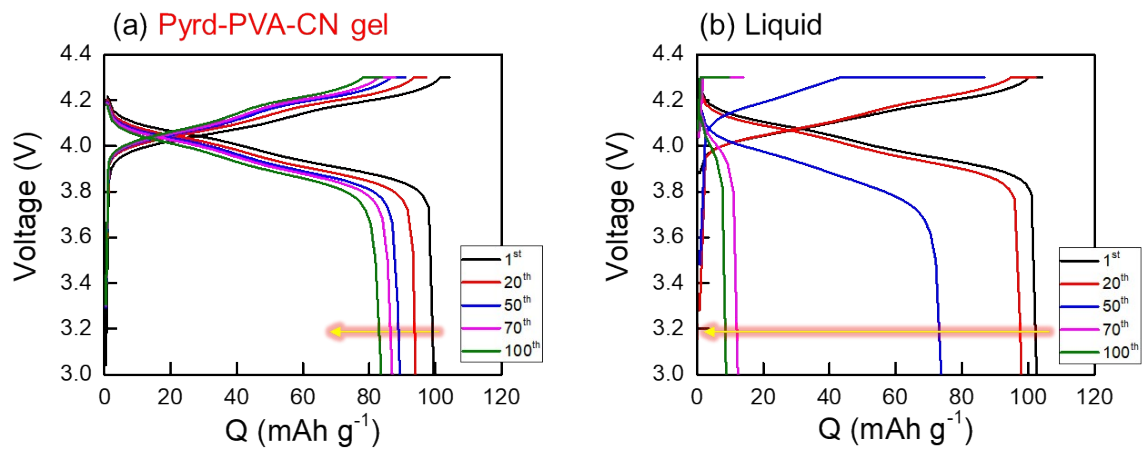 (a) Pyrd-PVA-CN gel
4.4
4.2
4.0
3.8
3.6
3.4
3.2
3.0
Voltage (V)
0 20 40 60 80 100 120
Q (mAh g⁻¹)
1ˢᵗ
20ᵗʰ
50ᵗʰ
70ᵗʰ
100ᵗʰ
(b) Liquid
4.4
4.2
4.0
3.8
3.6
3.4
3.2
3.0
Voltage (V)
0 20 40 60 80 100 120
Q (mAh g⁻¹)
1ˢᵗ
20ᵗʰ
50ᵗʰ
70ᵗʰ
100ᵗʰ